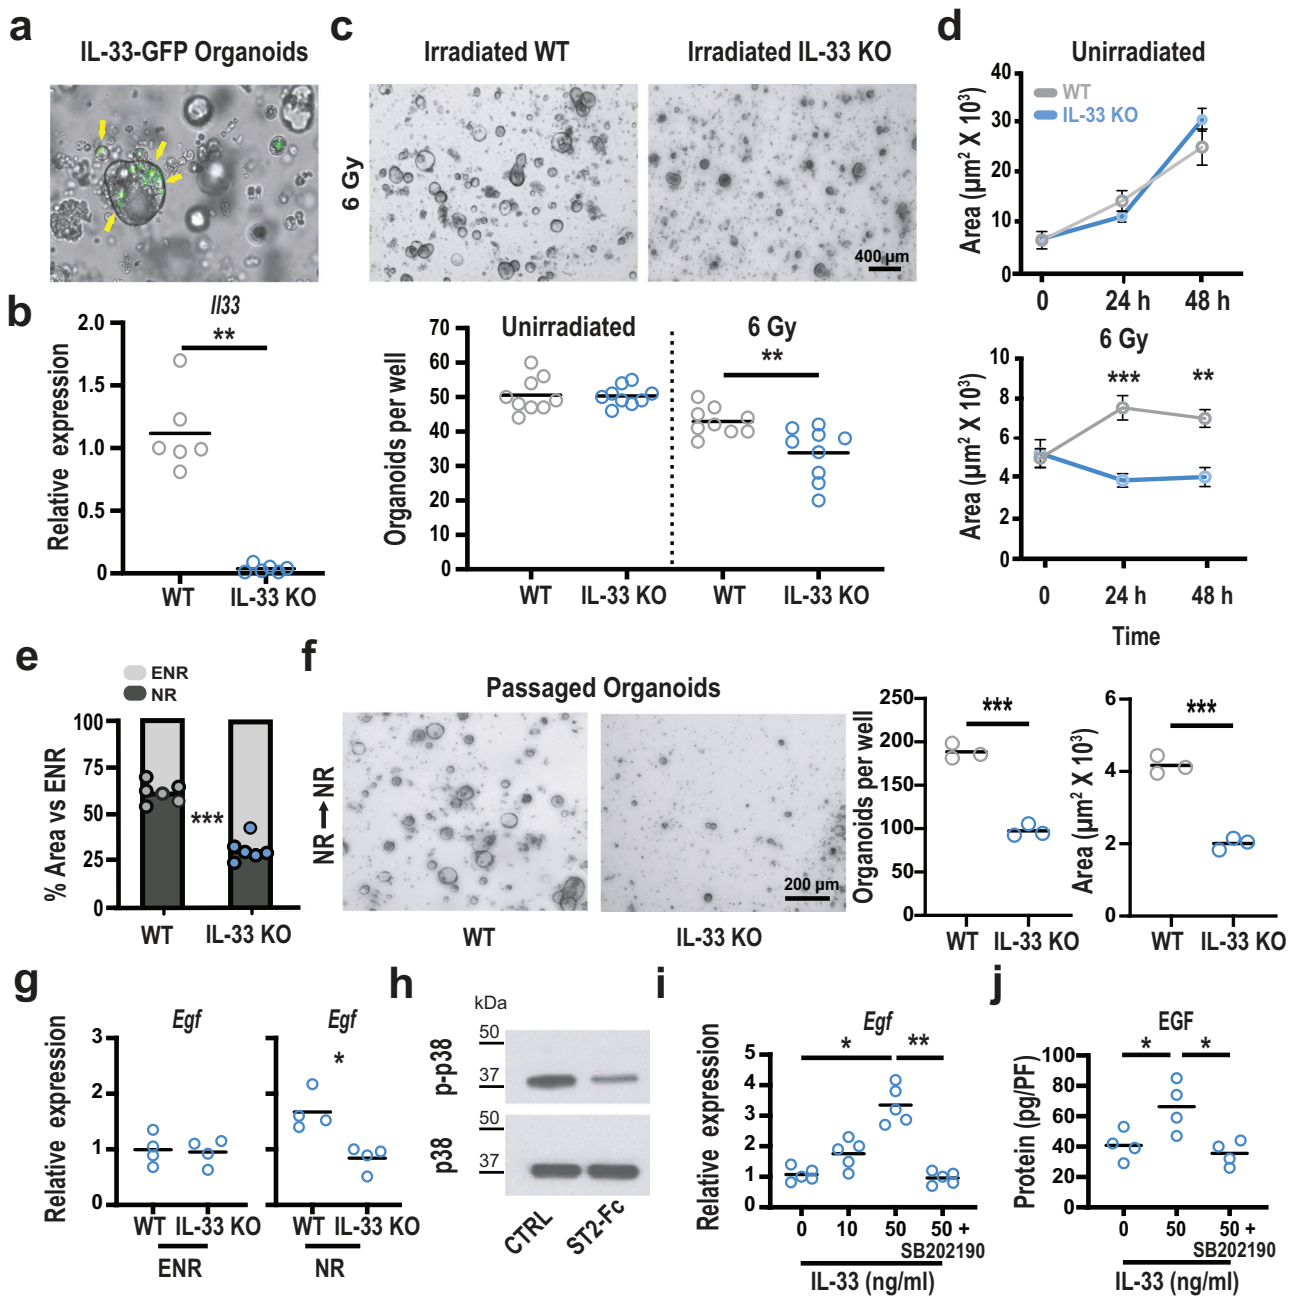 a
IL-33-GFP Organoids
b
Il33
**
Relative expression
2.0
1.5
1.0
0.5
0
WT
IL-33 KO
c
Irradiated WT
Irradiated IL-33 KO
6 Gy
400 µm
Organoids per well
70
60
50
40
30
20
10
0
Unirradiated
6 Gy
**
WT
IL-33 KO
WT
IL-33 KO
d
Unirradiated
WT
IL-33 KO
Area (µm² X 10³)
40
30
20
10
0
0
24 h
48 h
6 Gy
***
**
Area (µm² X 10³)
10
8
6
4
2
0
0
24 h
48 h
Time
e
ENR
NR
% Area vs ENR
100
75
50
25
0
***
WT
IL-33 KO
f
Passaged Organoids
NR→NR
200 µm
WT
IL-33 KO
Organoids per well
250
200
150
100
50
0
***
WT
IL-33 KO
Area (µm² X 10³)
6
4
2
0
***
WT
IL-33 KO
g
Egf
Egf
*
Relative expression
3
2
1
0
WT
IL-33 KO
WT
IL-33 KO
ENR
NR
h
kDa
p-p38
50
37
p38
50
37
CTRL
ST2-Fc
i
Egf
*
**
Relative expression
5
4
3
2
1
0
0
10
50
50 +
SB202190
IL-33 (ng/ml)
j
EGF
*
*
Protein (pg/PF)
100
80
60
40
20
0
0
50
50 +
SB202190
IL-33 (ng/ml)